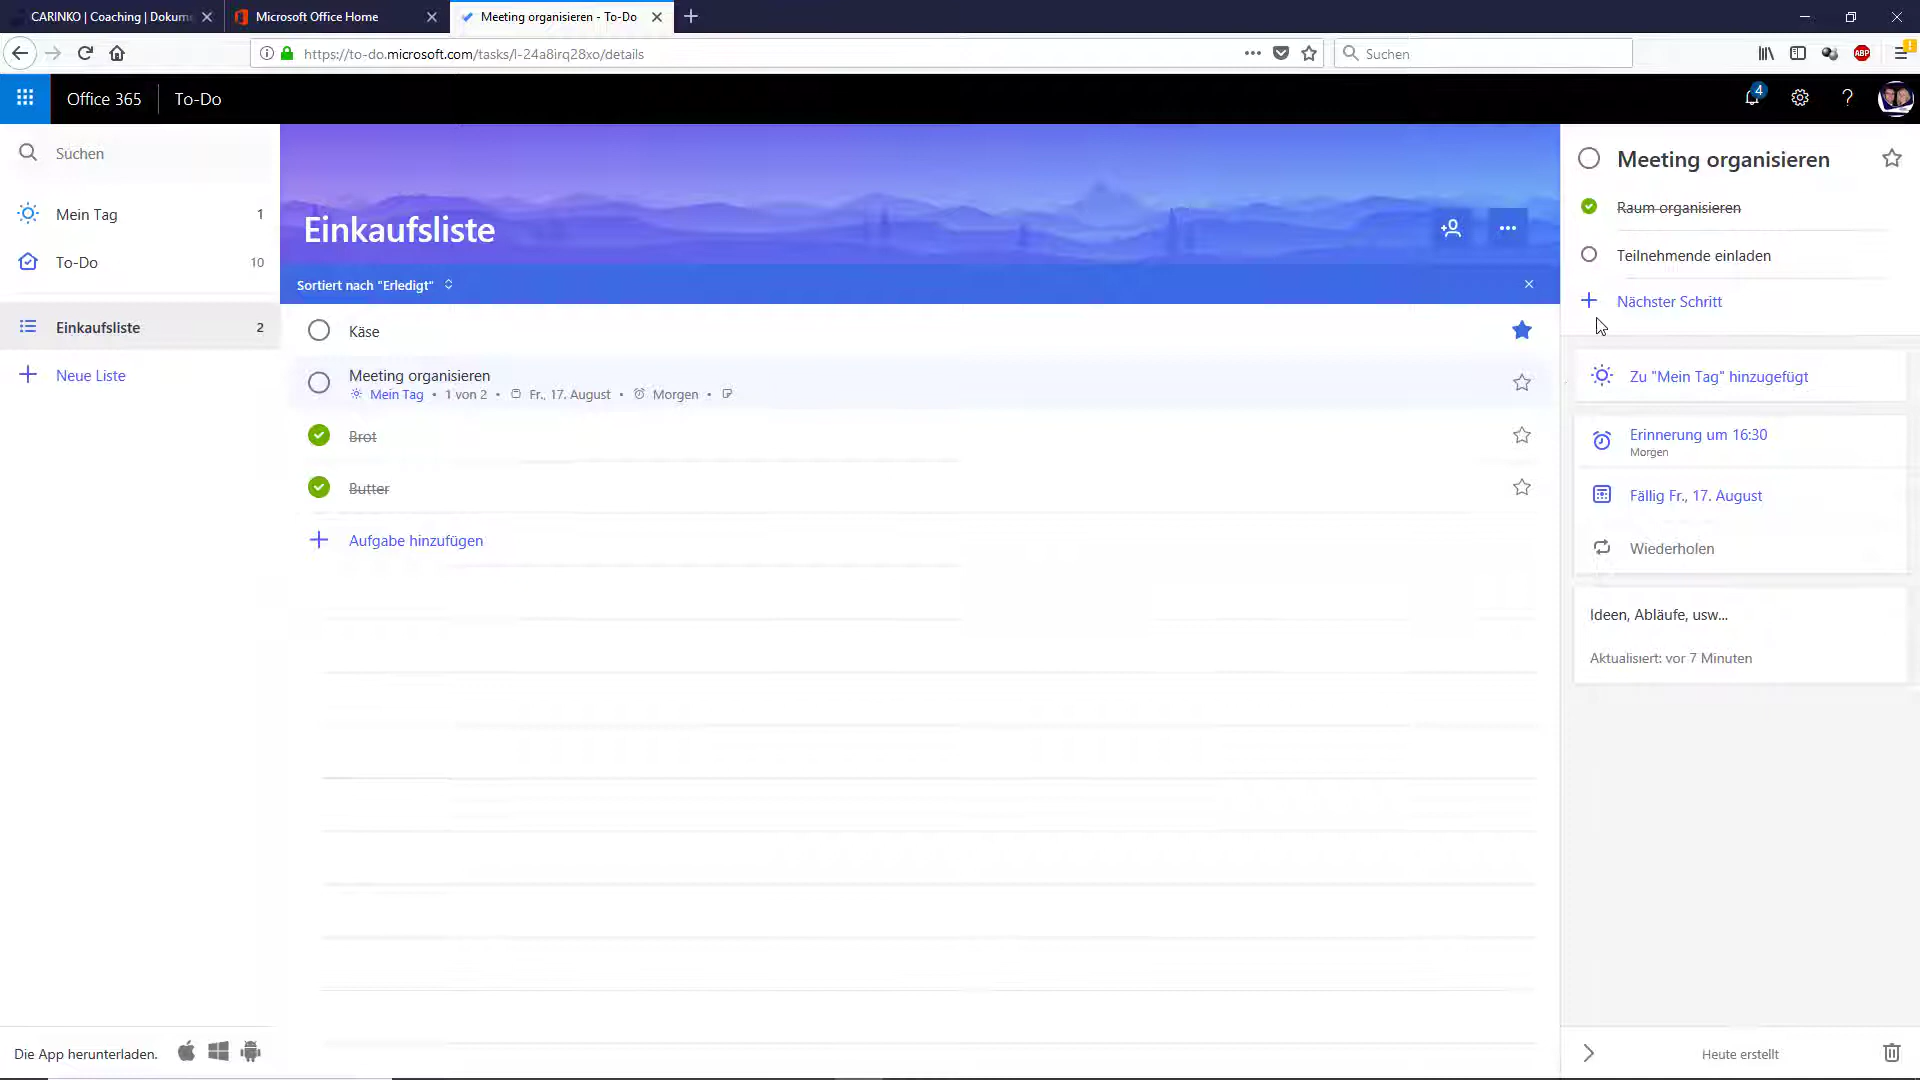 CARINKO | Coaching | Dokum
Microsoft Office Home
Meeting organisieren - To-Do
https://to-do.microsoft.com/tasks/l-24a8irq28xo/details
Suchen
ABP
Office 365
To-Do
4
?
Suchen
Mein Tag
1
To-Do
10
Einkaufsliste
2
Neue Liste
Die App herunterladen.
Einkaufsliste
Sortiert nach "Erledigt"
Käse
Meeting organisieren
Mein Tag • 1 von 2 • Fr., 17. August • Morgen •
Brot
Butter
Aufgabe hinzufügen
Meeting organisieren
Raum organisieren
Teilnehmende einladen
Nächster Schritt
Zu "Mein Tag" hinzugefügt
Erinnerung um 16:30
Morgen
Fällig Fr., 17. August
Wiederholen
Ideen, Abläufe, usw...
Aktualisiert: vor 7 Minuten
Heute erstellt